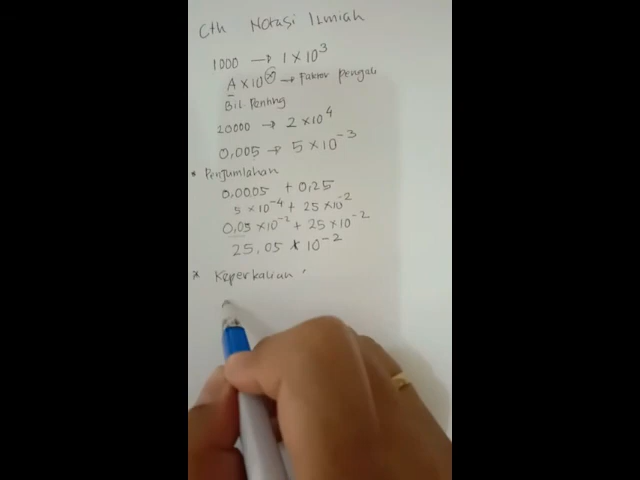 Cth Notasi Ilmiah
1000 → 1 × 10³
A × 10ⁿ → Faktor Pengali
Bil. Penting
20000 → 2 × 10⁴
0,005 → 5 × 10⁻³
* Penjumlahan
0,0005 + 0,25
5 × 10⁻⁴ + 25 × 10⁻²
0,05 × 10⁻² + 25 × 10⁻²
25,05 × 10⁻²
* Keperkalian